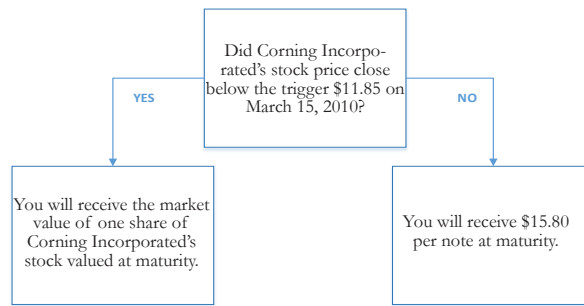 Did Corning Incorpo-
rated's stock price close
below the trigger $11.85 on
March 15, 2010?
YES
NO
You will receive the market
value of one share of
Corning Incorporated's
stock valued at maturity.
You will receive $15.80
per note at maturity.